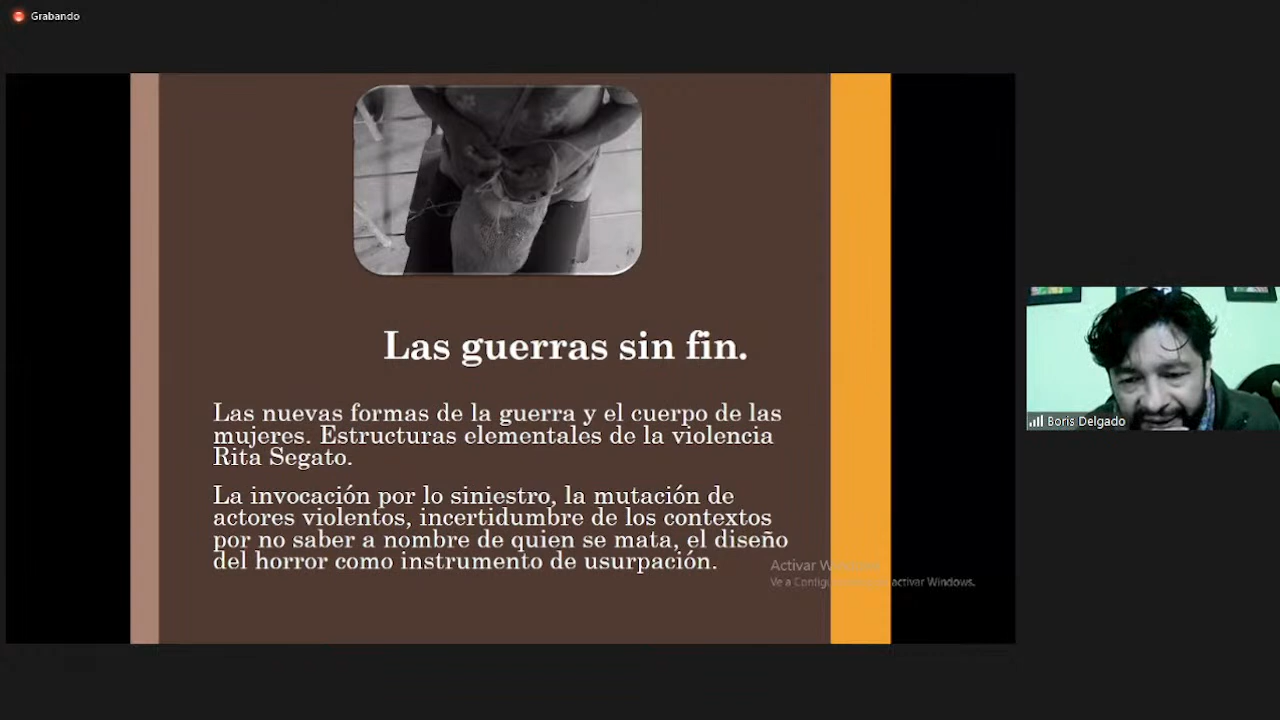 Grabando
Las guerras sin fin.
Las nuevas formas de la guerra y el cuerpo de las
mujeres. Estructuras elementales de la violencia
Rita Segato.
La invocación por lo siniestro, la mutación de
actores violentos, incertidumbre de los contextos
por no saber a nombre de quien se mata, el diseño
del horror como instrumento de usurpación.
Activar
Ve a activar Windows.
Boris Delgado